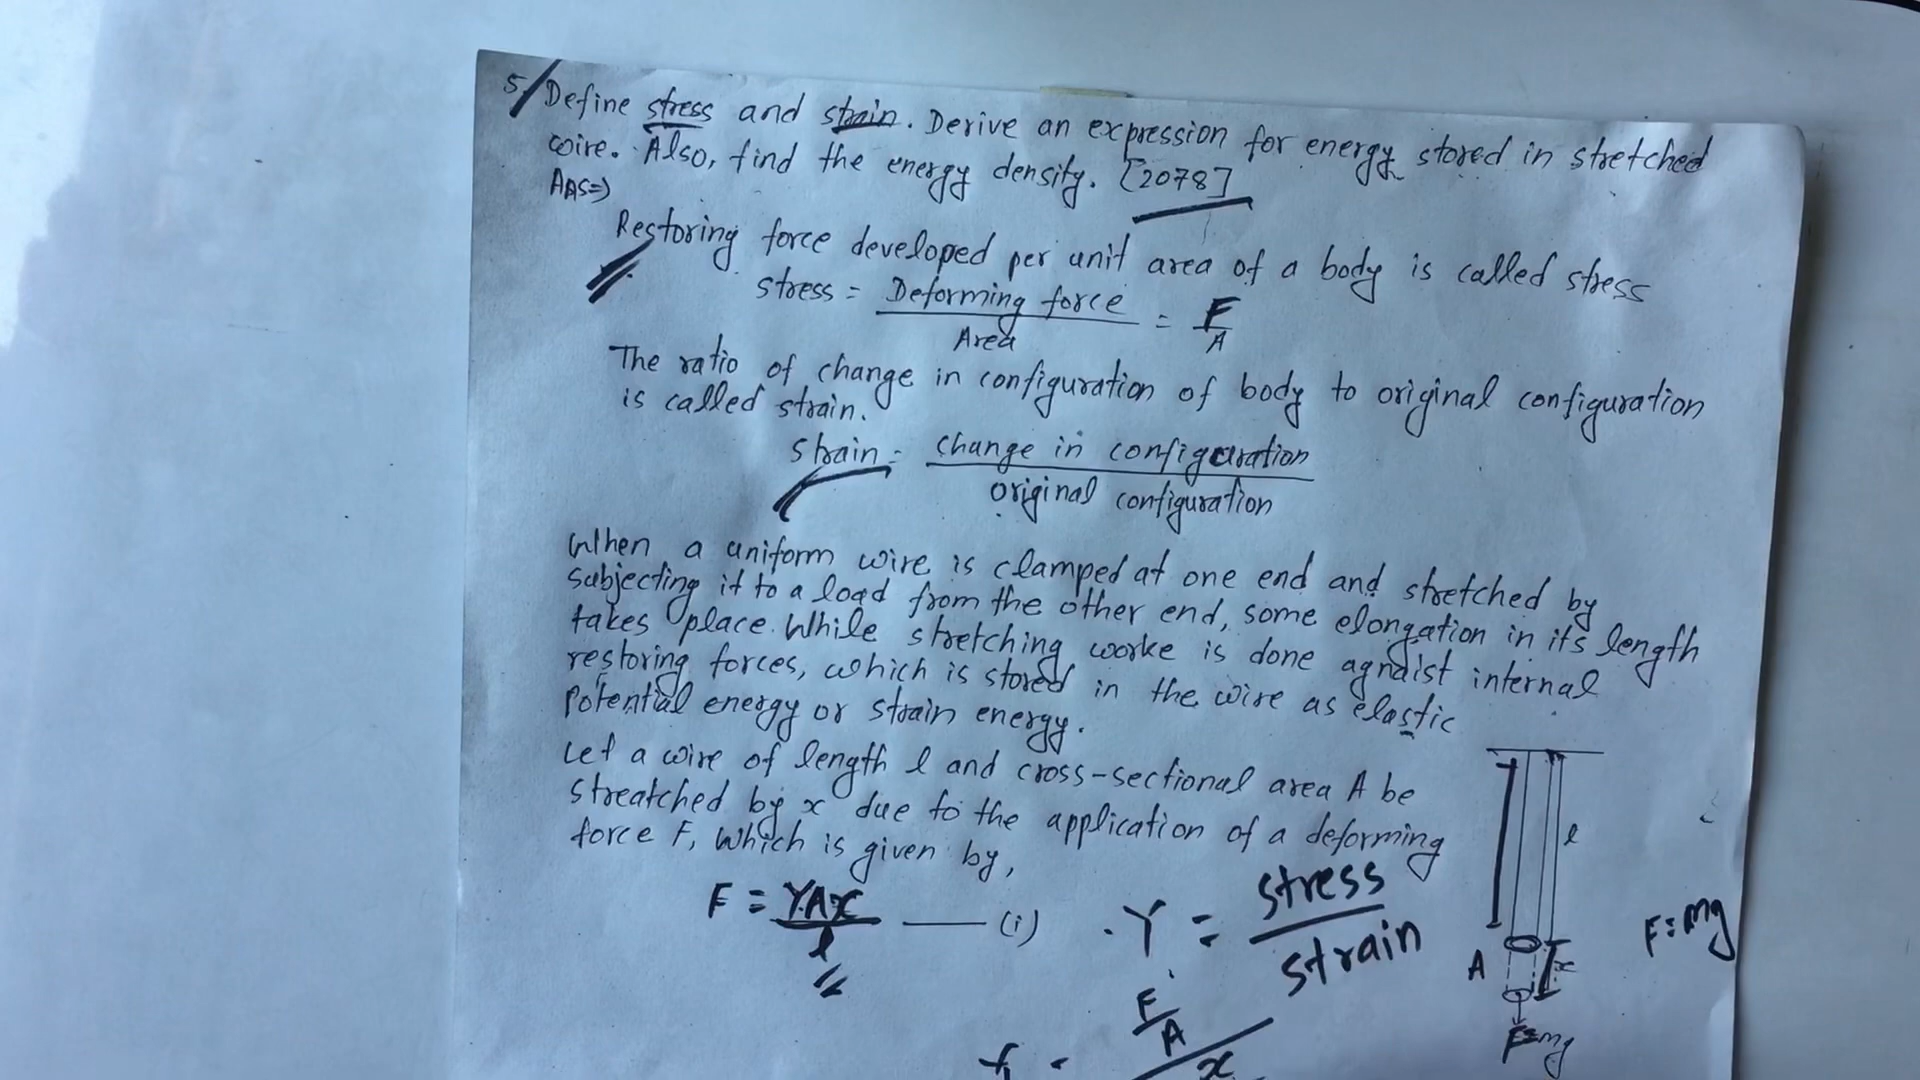 5. Define stress and strain. Derive an expression for energy stored in stretched
wire. Also, find the energy density. [2078]
Ans⇒
Restoring force developed per unit area of a body is called stress
stress = Deforming force / Area = F/A
The ratio of change in configuration of body to original configuration
is called strain.
strain = change in configuration / original configuration
When a uniform wire is clamped at one end and stretched by
subjecting it to a load from the other end, some elongation in its length
takes place. While stretching worke is done agnaist internal
restoring forces, which is stored in the wire as elastic
potential energy or strain energy.
Let a wire of length l and cross-sectional area A be
streatched by x due to the application of a deforming
force F, which is given by,
F = YAx / l —— (i)
Y = stress / strain
F/A
x
l
A
x
F=mg
F=mg